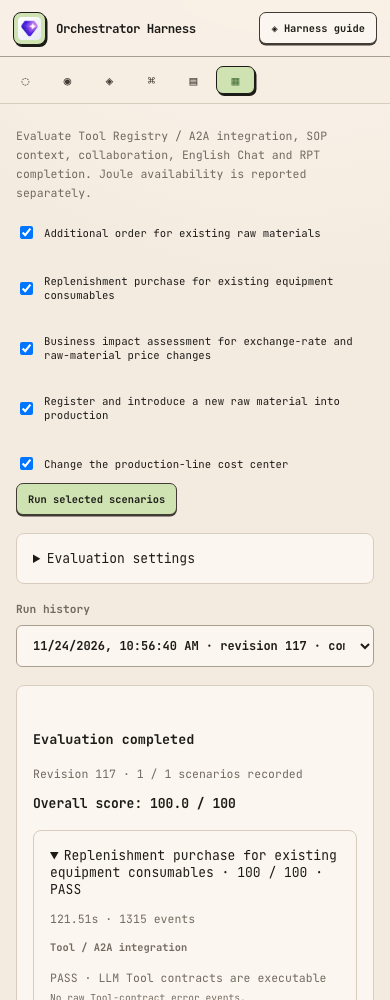 Orchestrator Harness
◈ Harness guide
Evaluate Tool Registry / A2A integration, SOP
context, collaboration, English Chat and RPT
completion. Joule availability is reported
separately.
Additional order for existing raw materials
Replenishment purchase for existing equipment
consumables
Business impact assessment for exchange-rate and
raw-material price changes
Register and introduce a new raw material into
production
Change the production-line cost center
Run selected scenarios
▶ Evaluation settings
Run history
11/24/2026, 10:56:40 AM · revision 117 · com
Evaluation completed
Revision 117 · 1 / 1 scenarios recorded
Overall score: 100.0 / 100
▼ Replenishment purchase for existing
equipment consumables · 100 / 100 ·
PASS
121.51s · 1315 events
Tool / A2A integration
PASS · LLM Tool contracts are executable
No raw Tool-contract error events.